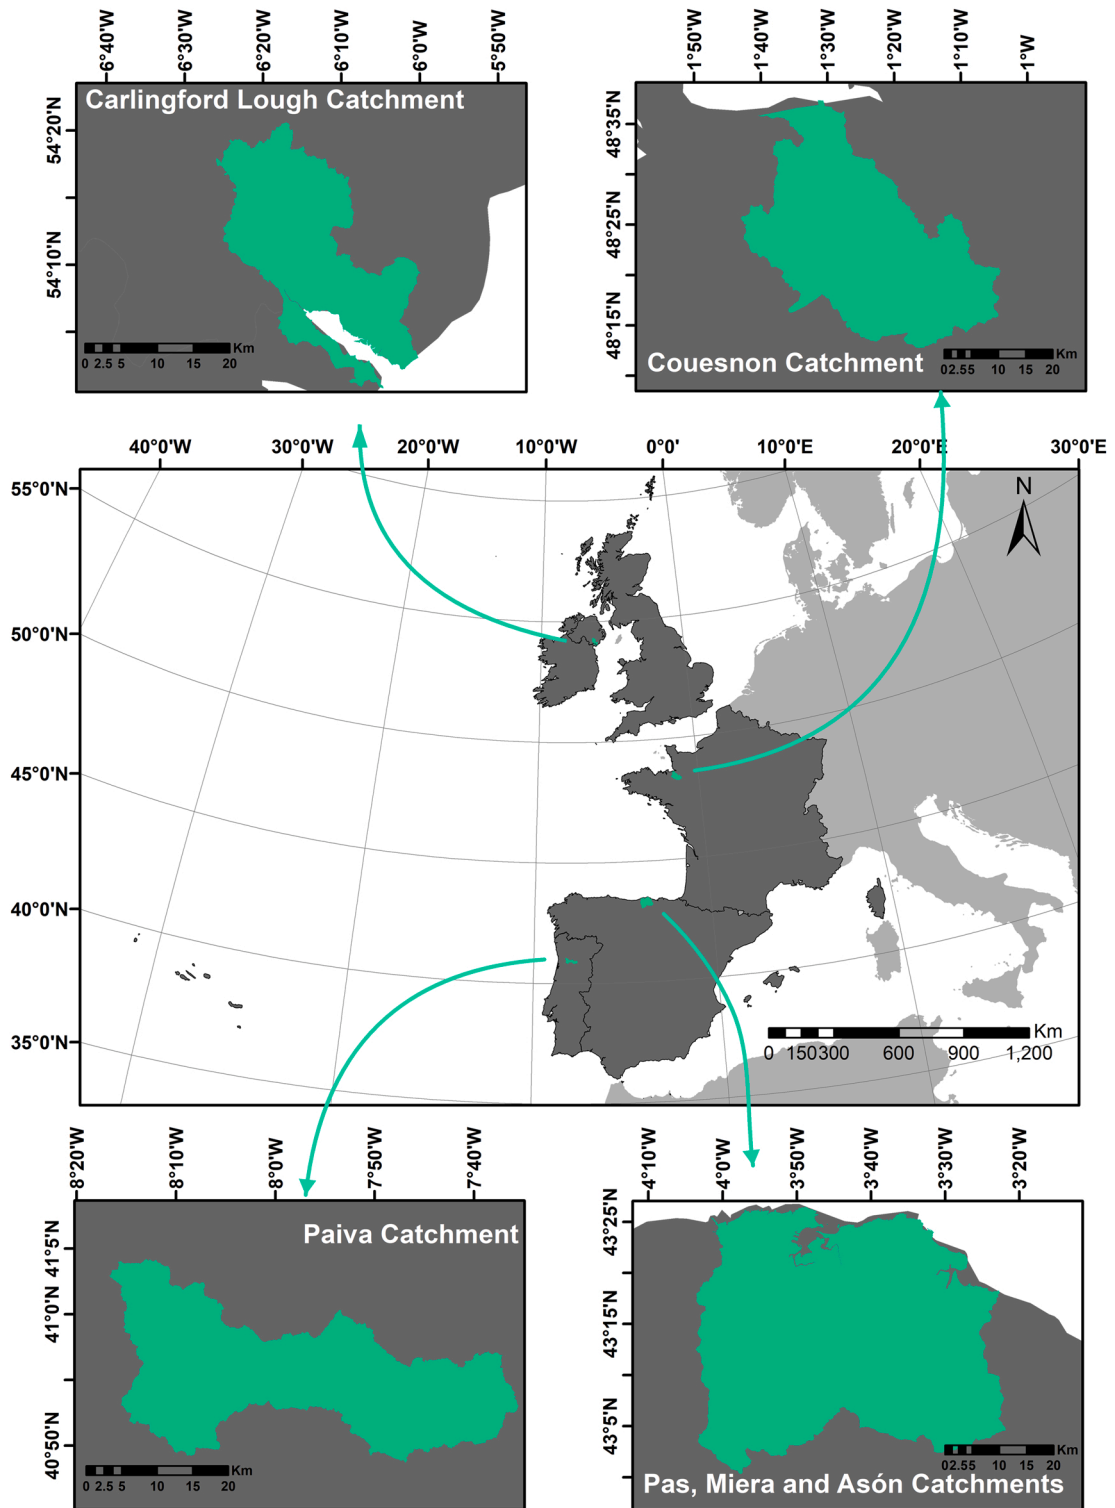 6°40'W 6°30'W 6°20'W 6°10'W 6°0'W 5°50'W
54°20'N
54°10'N
Carlingford Lough Catchment
0 2.5 5 10 15 20 Km
1°50'W 1°40'W 1°30'W 1°20'W 1°10'W 1°W
48°35'N
48°25'N
48°15'N
Couesnon Catchment
0 2.5 5 10 15 20 Km
40°0'W 30°0'W 20°0'W 10°0'W 0°0' 10°0'E 20°0'E 30°0'E
55°0'N
50°0'N
45°0'N
40°0'N
35°0'N
N
Km
0 150 300 600 900 1,200
8°20'W 8°10'W 8°0'W 7°50'W 7°40'W
41°5'N
41°0'N
40°50'N
Paiva Catchment
0 2.5 5 10 15 20 Km
4°10'W 4°0'W 3°50'W 3°40'W 3°30'W 3°20'W
43°25'N
43°15'N
43°5'N
0 2.5 5 10 15 20 Km
Pas, Miera and Asón Catchments